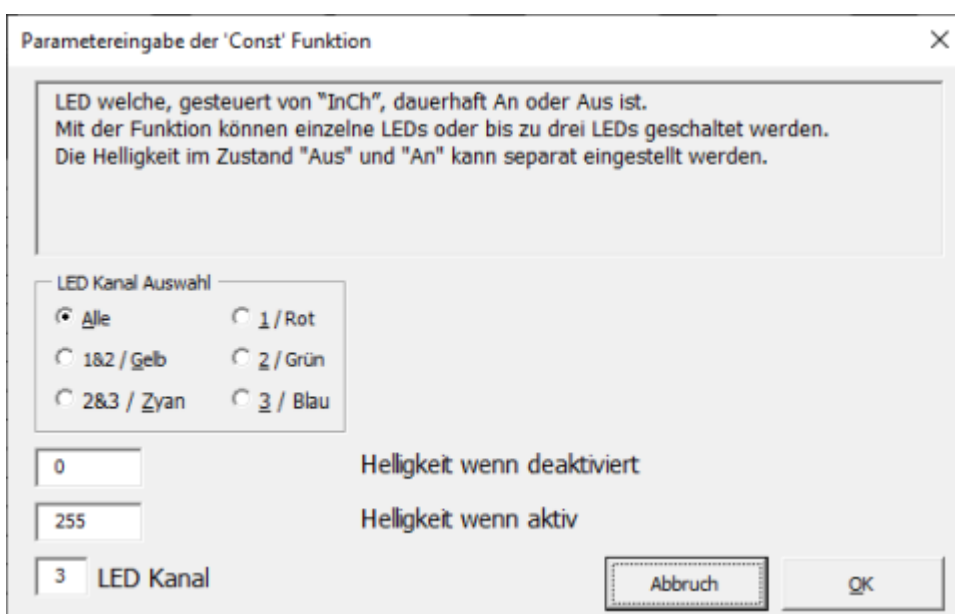 Parametereingabe der 'Const' Funktion
LED welche, gesteuert von “InCh”, dauerhaft An oder Aus ist.
Mit der Funktion können einzelne LEDs oder bis zu drei LEDs geschaltet werden.
Die Helligkeit im Zustand "Aus" und "An" kann separat eingestellt werden.
LED Kanal Auswahl
Alle 1 / Rot
1&2 / Gelb 2 / Grün
2&3 / Zyan 3 / Blau
0 Helligkeit wenn deaktiviert
255 Helligkeit wenn aktiv
3 LED Kanal Abbruch OK